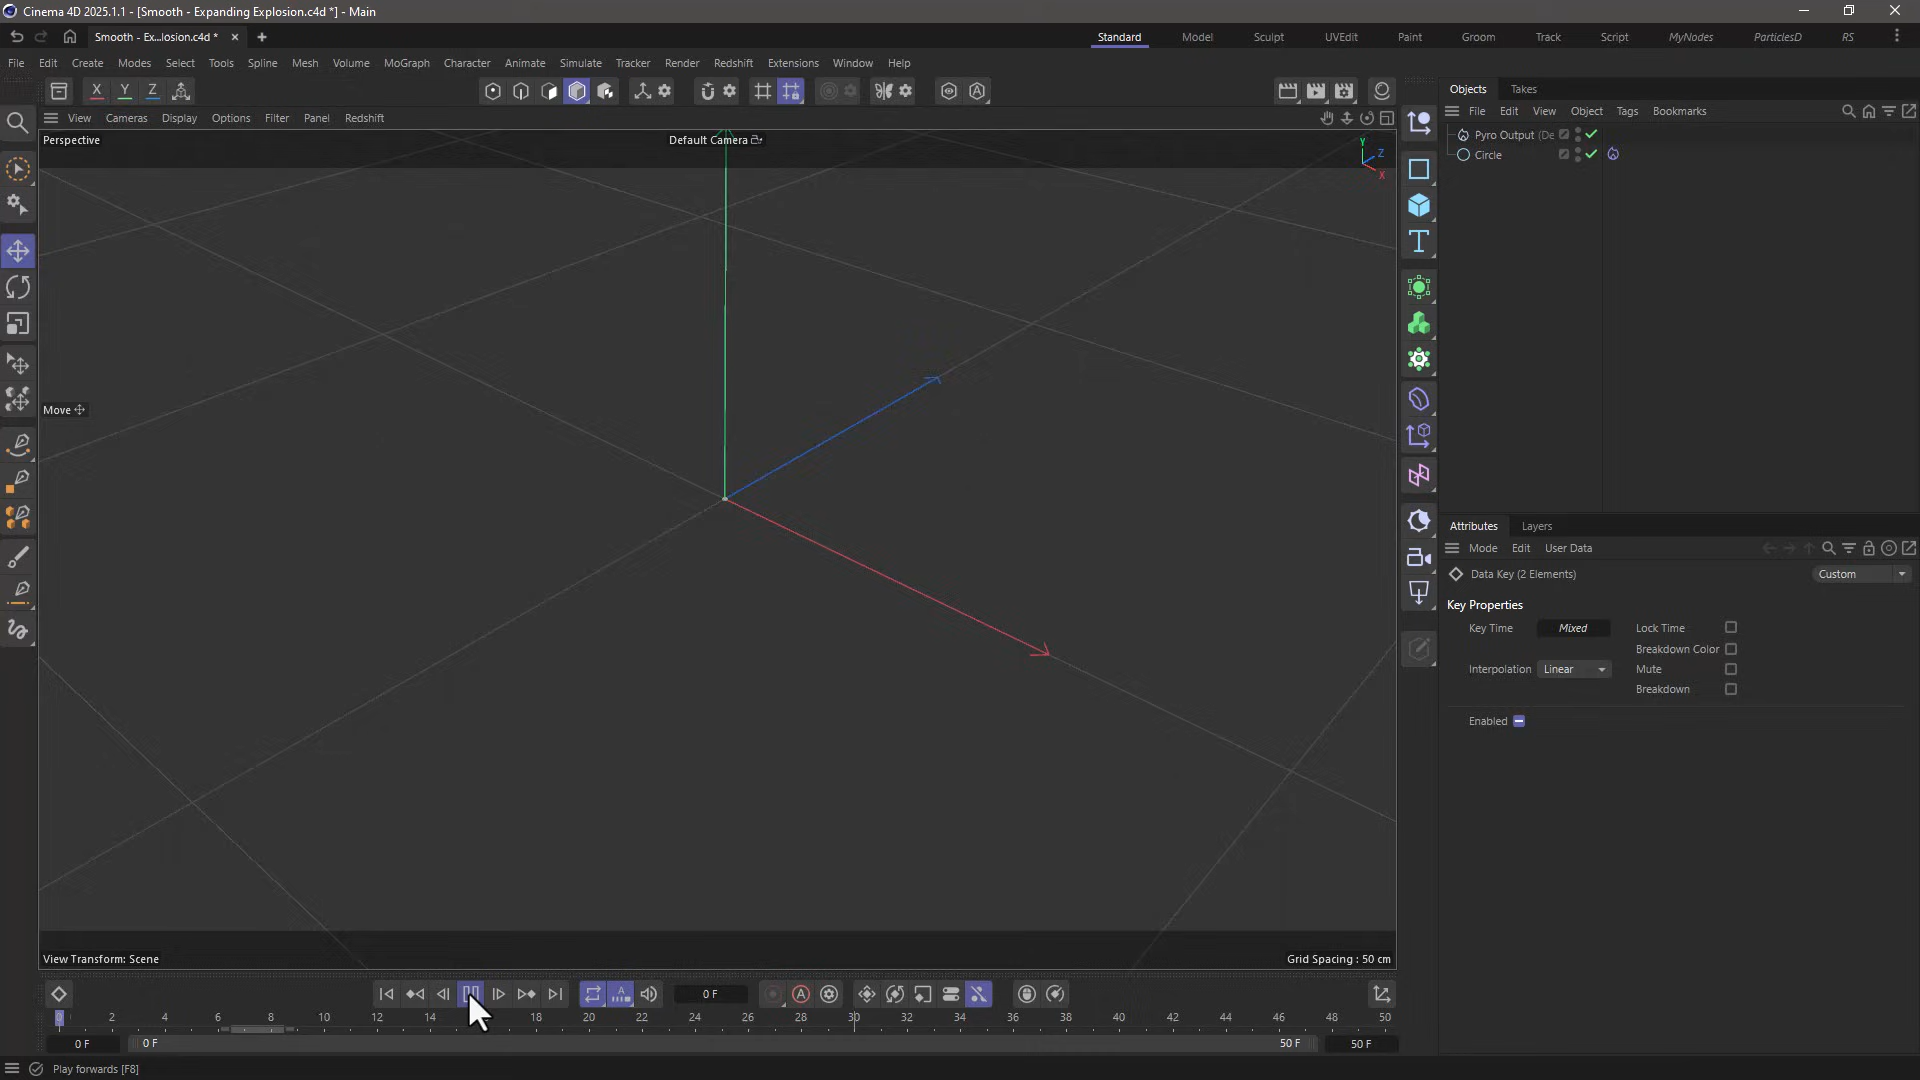 Cinema 4D 2025.1.1 - [Smooth - Expanding Explosion.c4d *] - Main
Smooth - Ex...losion.c4d * × +
Standard Model Sculpt UVEdit Paint Groom Track Script MyNodes ParticlesD RS
File Edit Create Modes Select Tools Spline Mesh Volume MoGraph Character Animate Simulate Tracker Render Redshift Extensions Window Help
X Y Z
Objects Takes
File Edit View Object Tags Bookmarks
View Cameras Display Options Filter Panel Redshift
Perspective
Default Camera
Y
Z
X
Pyro Output (De
Circle
Move
Attributes Layers
Mode Edit User Data
Data Key (2 Elements)
Custom
Key Properties
Key Time Mixed Lock Time
Breakdown Color
Interpolation Linear Mute
Breakdown
Enabled
View Transform: Scene
Grid Spacing : 50 cm
0 F
2 4 6 8 10 12 14 16 18 20 22 24 26 28 30 32 34 36 38 40 42 44 46 48 50
0 F 0 F 50 F 50 F
Play forwards [F8]